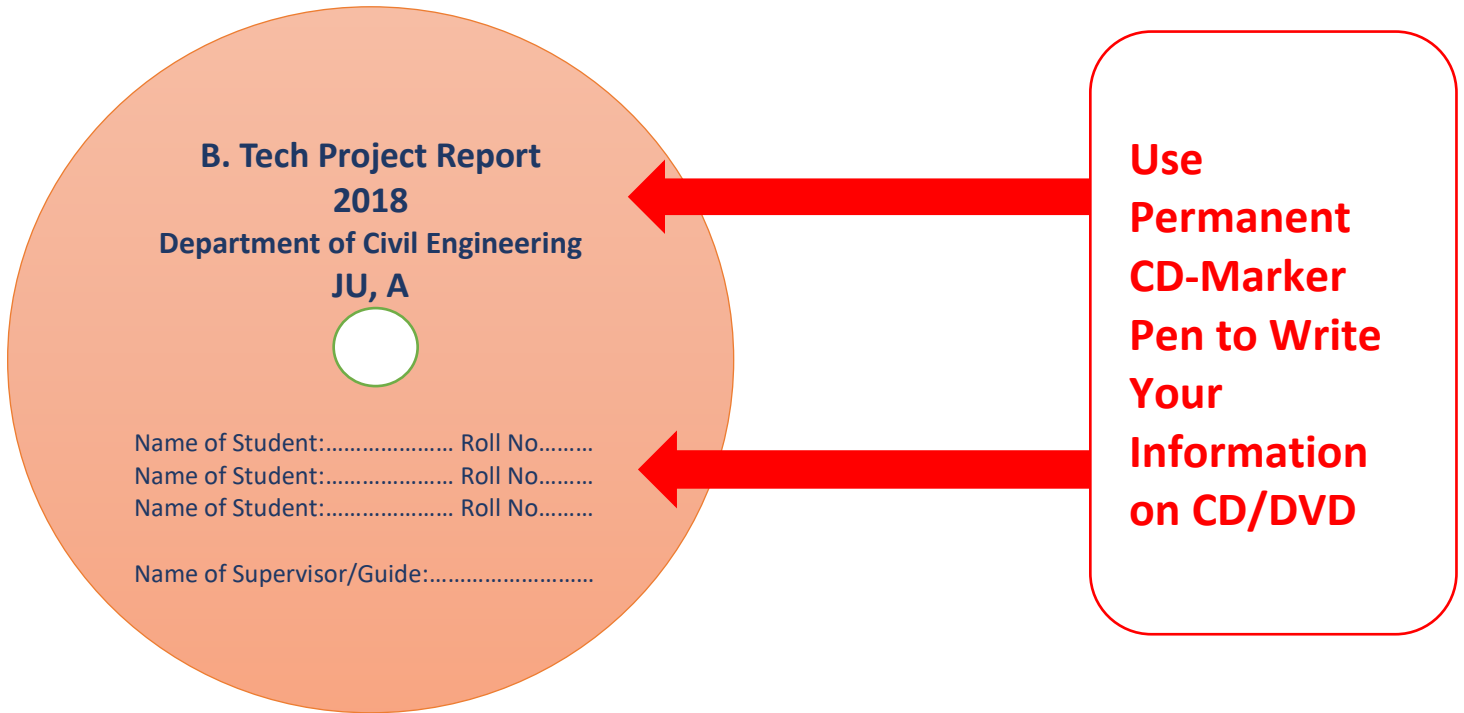 B. Tech Project Report
2018
Department of Civil Engineering
JU, A
Name of Student:..................... Roll No.........
Name of Student:..................... Roll No.........
Name of Student:..................... Roll No.........
Name of Supervisor/Guide:...........................
Use
Permanent
CD-Marker
Pen to Write
Your
Information
on CD/DVD